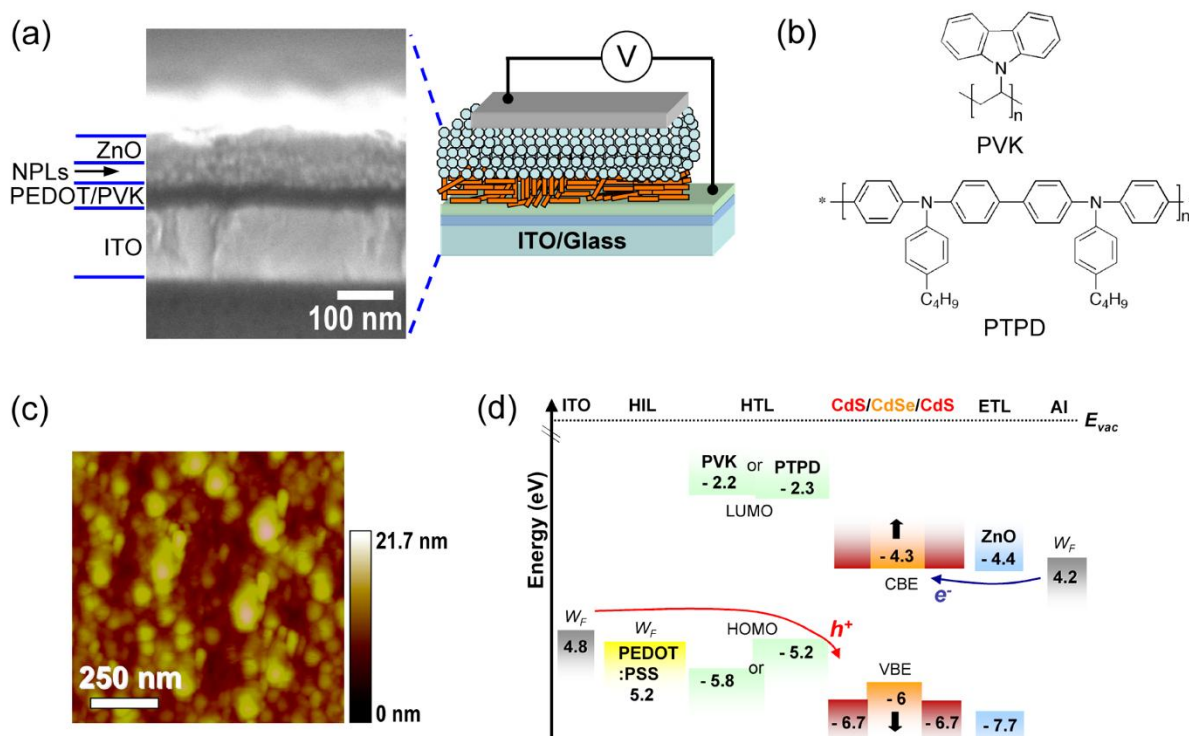 (a)
ZnO
NPLs
PEDOT/PVK
ITO
100 nm
V
ITO/Glass
(b)
N
n
PVK
*
N
N
n
C4H9
C4H9
PTPD
(c)
250 nm
21.7 nm
0 nm
(d)
ITO HIL HTL CdS/CdSe/CdS ETL Al
Evac
Energy (eV)
PVK or PTPD
- 2.2 - 2.3
LUMO
- 4.3
CBE
ZnO
- 4.4
WF
4.2
e-
WF
4.8
WF
PEDOT
:PSS
5.2
HOMO
- 5.8 or - 5.2
h+
VBE
- 6
- 6.7 - 6.7
- 7.7